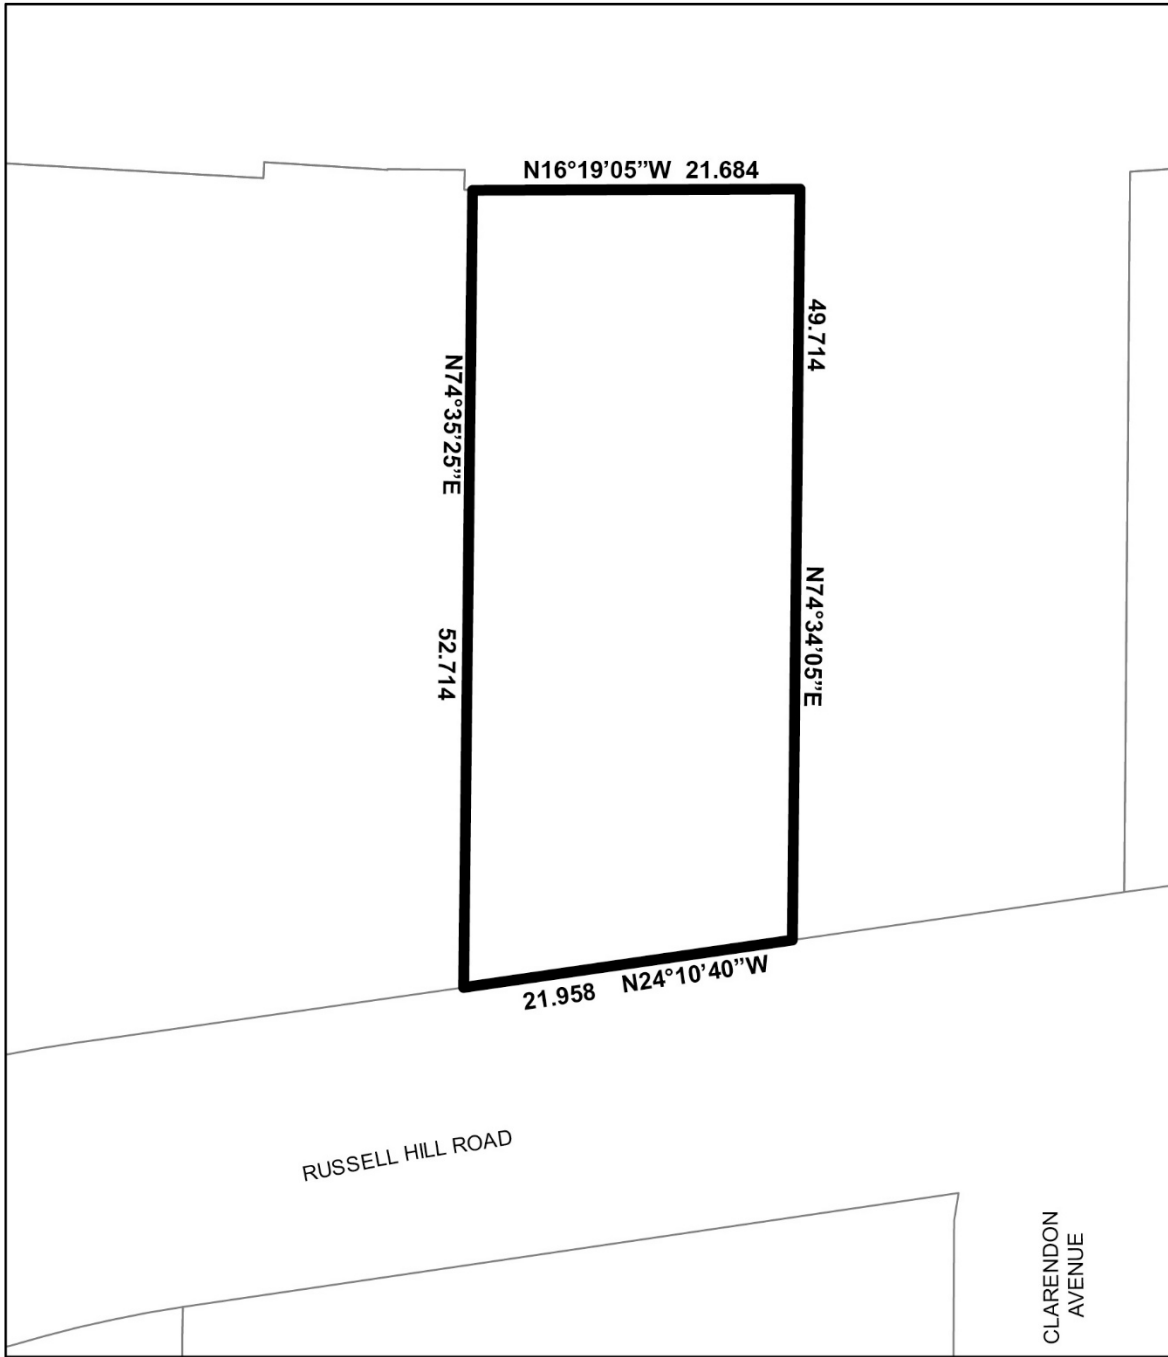 N16°19’05”W 21.684
49.714
N74°35’25”E
N74°34’05”E
52.714
21.958 N24°10’40”W
RUSSELL HILL ROAD
CLARENDON
AVENUE